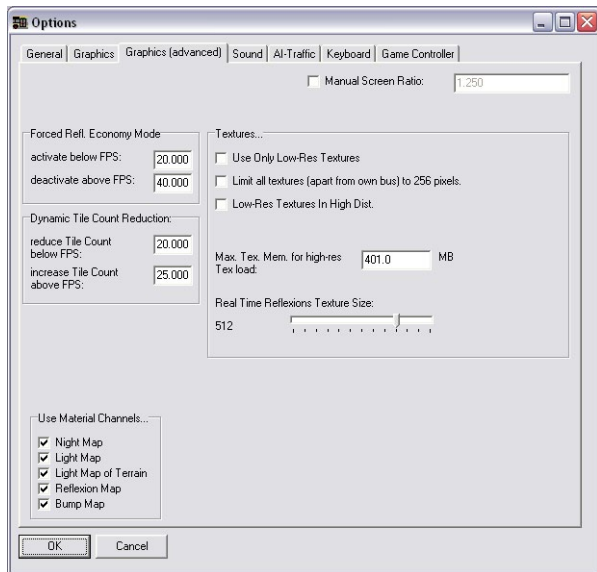 Options
General Graphics Graphics (advanced) Sound AI-Traffic Keyboard Game Controller
Manual Screen Ratio: 1.250
Forced Refl. Economy Mode
activate below FPS: 20.000
deactivate above FPS: 40.000
Dynamic Tile Count Reduction:
reduce Tile Count
below FPS: 20.000
increase Tile Count
above FPS: 25.000
Textures...
Use Only Low-Res Textures
Limit all textures (apart from own bus) to 256 pixels.
Low-Res Textures In High Dist.
Max. Tex. Mem. for high-res
Tex load: 401.0 MB
Real Time Reflexions Texture Size:
512
Use Material Channels...
Night Map
Light Map
Light Map of Terrain
Reflexion Map
Bump Map
OK Cancel